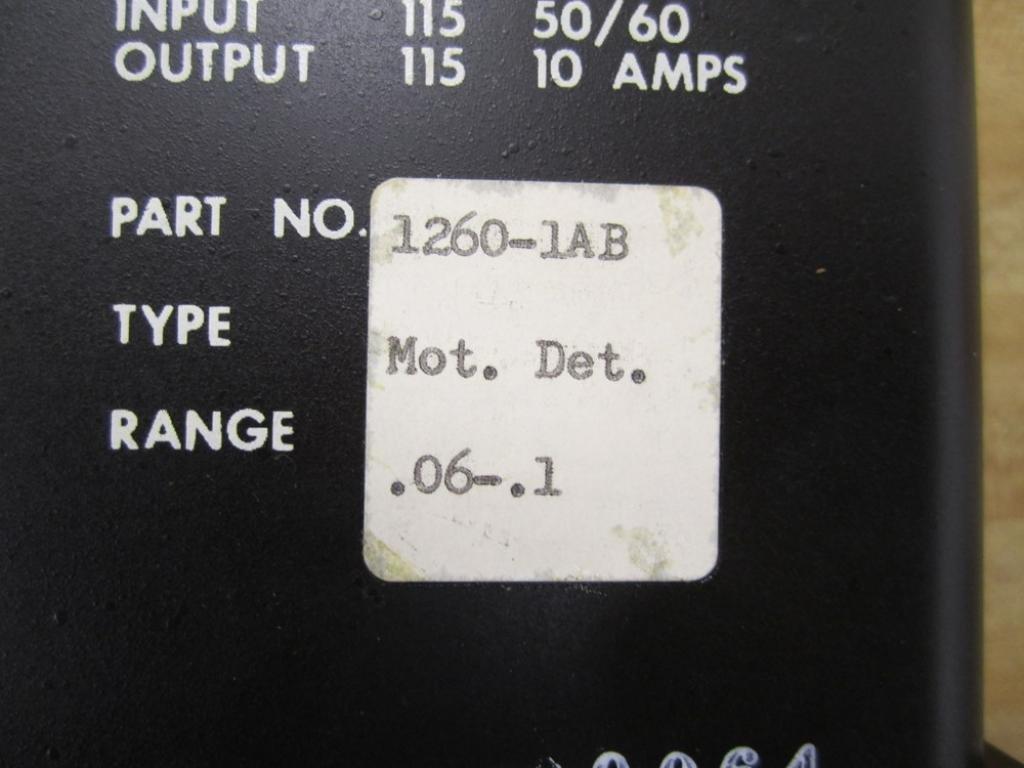 INPUT 115 50/60
OUTPUT 115 10 AMPS
PART NO. 1260-1AB
TYPE Mot. Det.
RANGE .06-.1